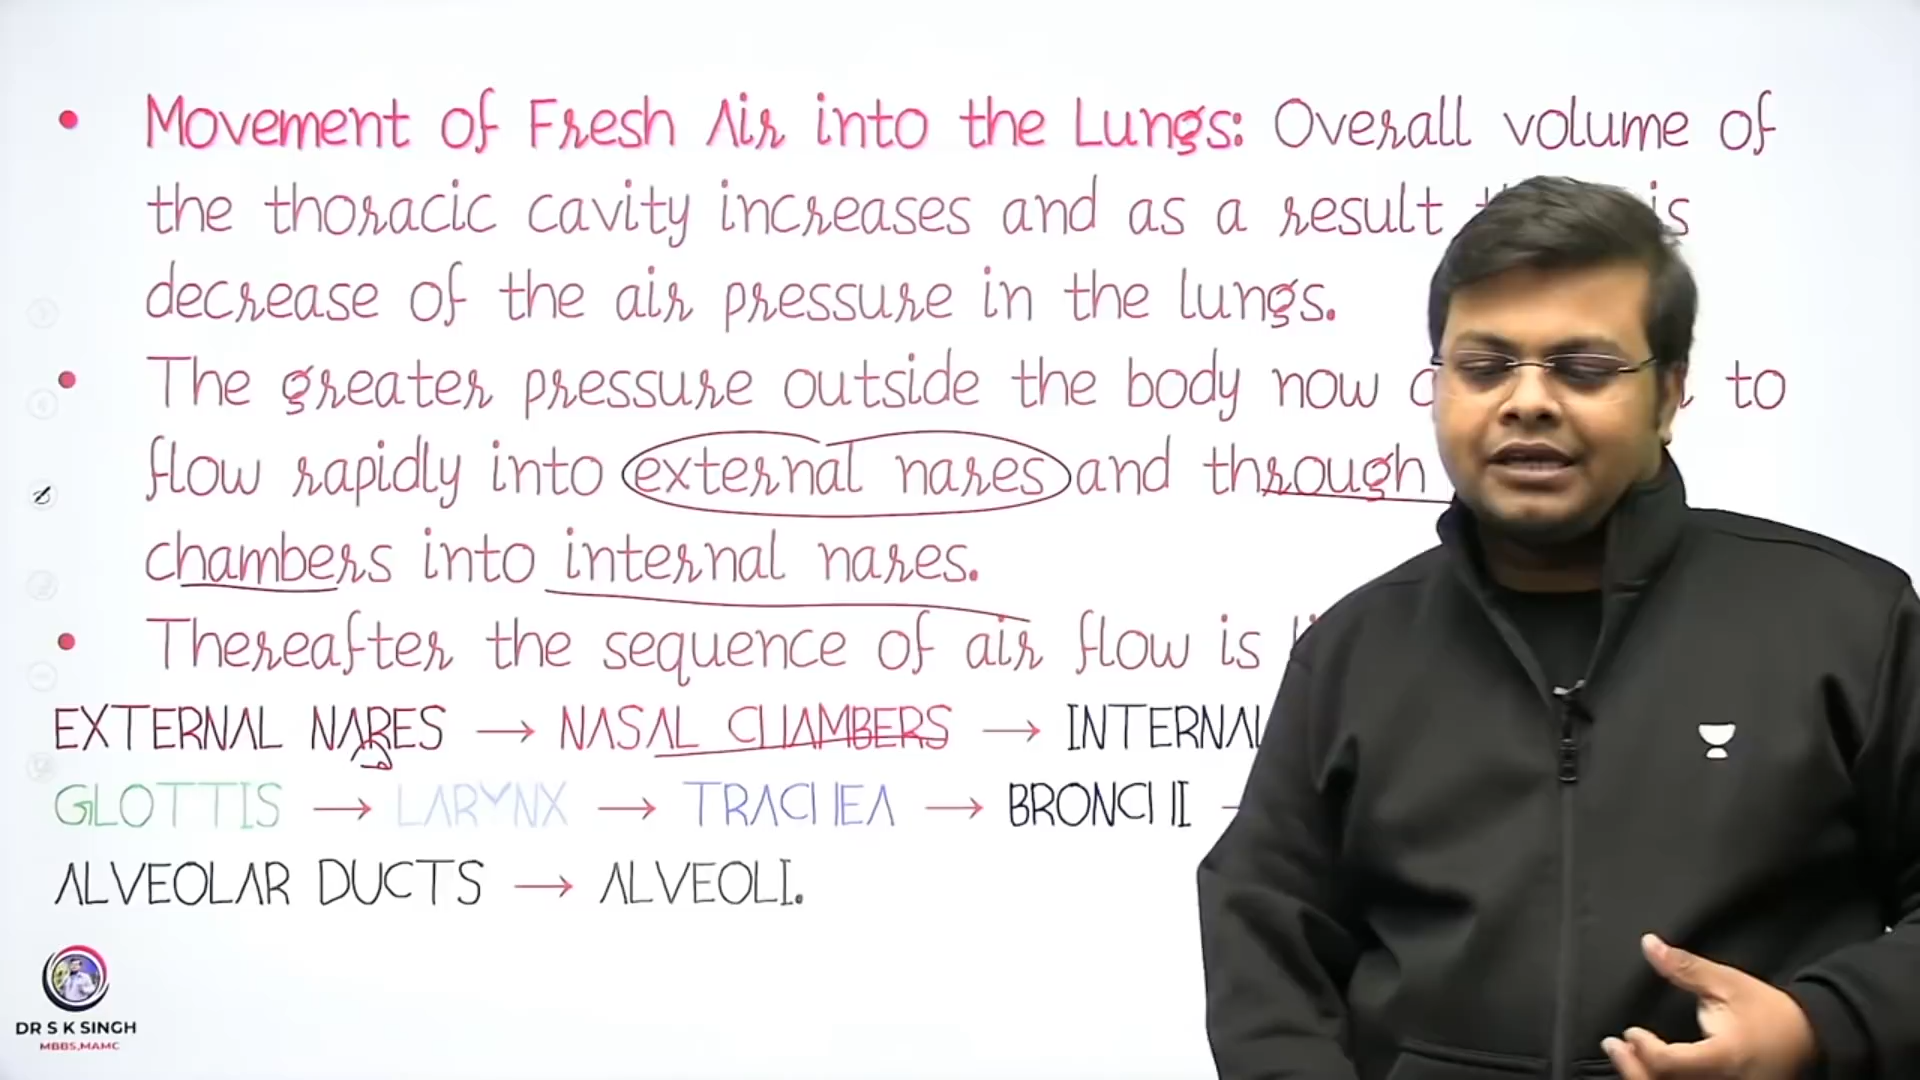 • Movement of Fresh Air into the Lungs: Overall volume of
the thoracic cavity increases and as a result is
decrease of the air pressure in the lungs.
• The greater pressure outside the body now to
flow rapidly into external nares and through
chambers into internal nares.
• Thereafter the sequence of air flow is
EXTERNAL NARES → NASAL CHAMBERS → INTERNAL
GLOTTIS → LARYNX → TRACHEA → BRONCHI
ALVEOLAR DUCTS → ALVEOLI.
DR S K SINGH
MBBS,MAMC